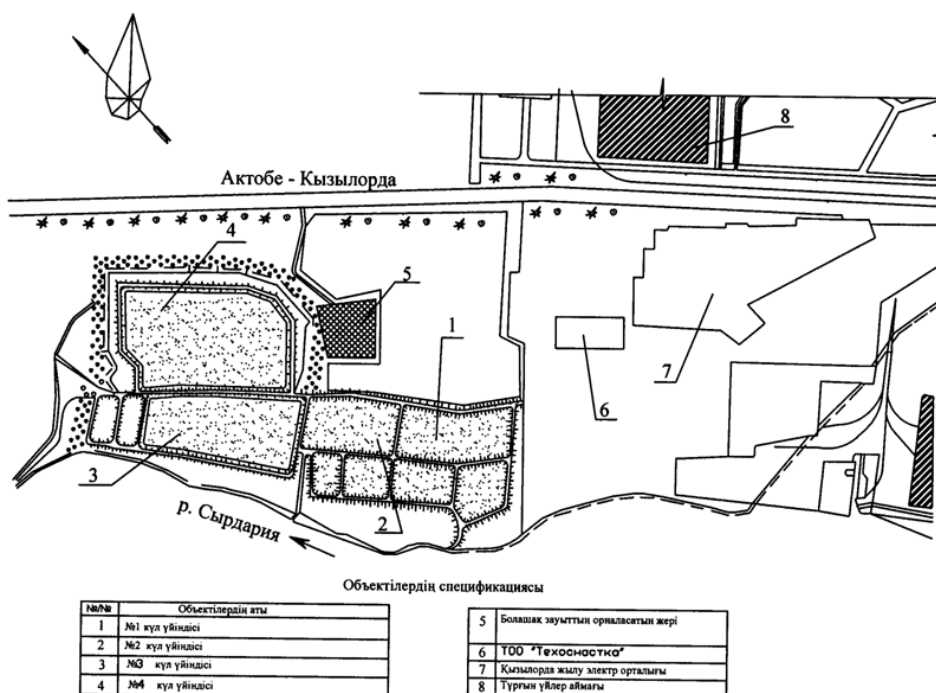 8
Актобе - Кызылорда
4
5
1
7
6
3
2
р. Сырдария
Объектілердің спецификациясы
№/№ Объектілердің аты
1 №1 күл үйіндісі
2 №2 күл үйіндісі
3 №3 күл үйіндісі
4 №4 күл үйіндісі
5 Болашақ зауыттың орналасатын жері
6 ТОО "Техоснастка"
7 Қызылорда жылу электр орталығы
8 Тұрғын үйлер аймағы